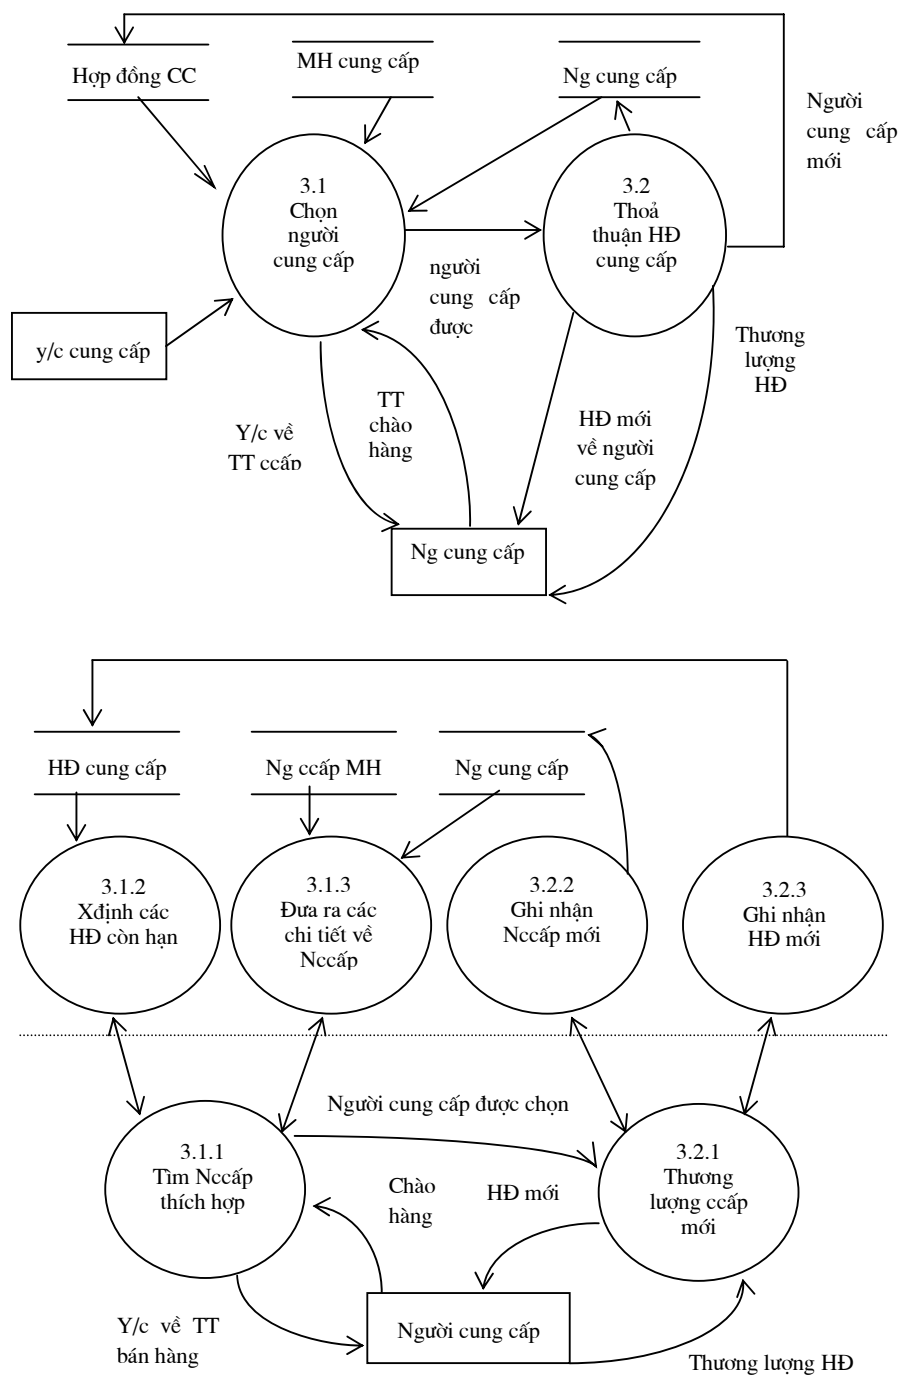 Hợp đồng CC
MH cung cấp
Ng cung cấp
Người
cung cấp
mới
3.1
Chọn
người
cung cấp
3.2
Thoả
thuận HĐ
cung cấp
người
cung cấp
được
y/c cung cấp
Thương
lượng
HĐ
TT
chào
hàng
Y/c về
TT ccấp
HĐ mới
về người
cung cấp
Ng cung cấp
HĐ cung cấp
Ng ccấp MH
Ng cung cấp
3.1.2
Xđịnh các
HĐ còn hạn
3.1.3
Đưa ra các
chi tiết về
Nccấp
3.2.2
Ghi nhận
Nccấp mới
3.2.3
Ghi nhận
HĐ mới
Người cung cấp được chọn
3.1.1
Tìm Nccấp
thích hợp
3.2.1
Thương
lượng ccấp
mới
Chào
hàng
HĐ mới
Y/c về TT
bán hàng
Người cung cấp
Thương lượng HĐ